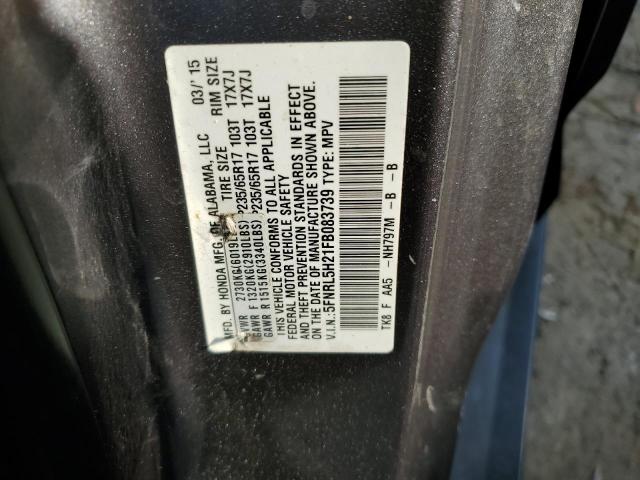 MFD. BY HONDA MFG. OF ALABAMA, LLC 03/'15
TIRE SIZE RIM SIZE
GVWR 2730KG(6019LBS)
GAWR F 1320KG(2910LBS) P235/65R17 103T 17X7J
GAWR R 1515KG(3340LBS) P235/65R17 103T 17X7J
THIS VEHICLE CONFORMS TO ALL APPLICABLE
FEDERAL MOTOR VEHICLE SAFETY
AND THEFT PREVENTION STANDARDS IN EFFECT
ON THE DATE OF MANUFACTURE SHOWN ABOVE.
V.I.N.: 5FNRL5H21FB083739 TYPE: MPV
TK8 F AA5 - NH797M - B - B